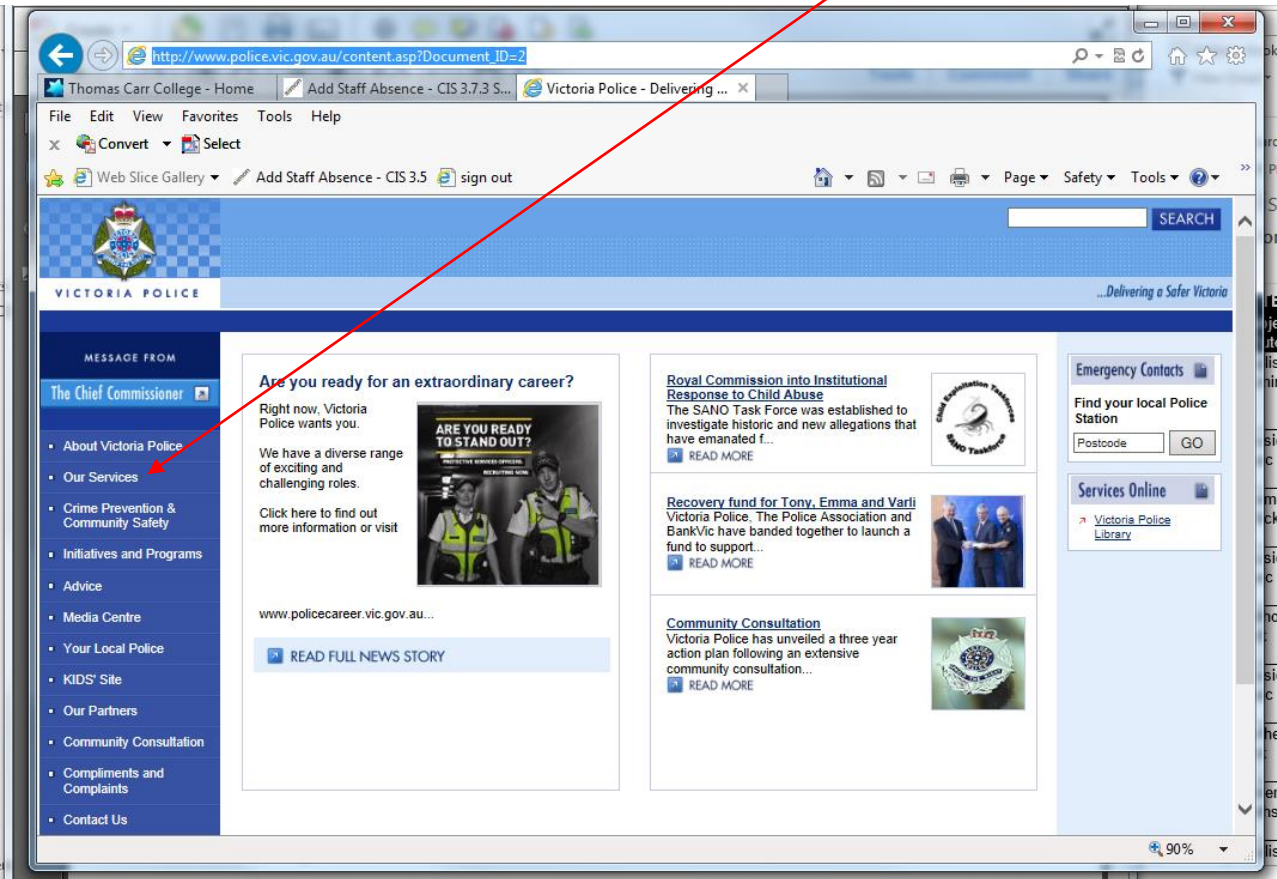 http://www.police.vic.gov.au/content.asp?Document_ID=2
Thomas Carr College - Home
Add Staff Absence - CIS 3.7.3 S...
Victoria Police - Delivering ...
File Edit View Favorites Tools Help
x Convert Select
Web Slice Gallery
Add Staff Absence - CIS 3.5
sign out
Page Safety Tools
SEARCH
VICTORIA POLICE
...Delivering a Safer Victoria
MESSAGE FROM
The Chief Commissioner
About Victoria Police
Our Services
Crime Prevention &
Community Safety
Initiatives and Programs
Advice
Media Centre
Your Local Police
KIDS' Site
Our Partners
Community Consultation
Compliments and
Complaints
Contact Us
Are you ready for an extraordinary career?
Right now, Victoria
Police wants you.
We have a diverse range
of exciting and
challenging roles.
Click here to find out
more information or visit
ARE YOU READY
TO STAND OUT?
PROTECTIVE SERVICES OFFICERS
RECRUITING NOW
www.policecareer.vic.gov.au...
READ FULL NEWS STORY
Royal Commission into Institutional
Response to Child Abuse
The SANO Task Force was established to
investigate historic and new allegations that
have emanated f...
READ MORE
Child Exploitation Taskforces
SANO Taskforce
Recovery fund for Tony, Emma and Varli
Victoria Police, The Police Association and
BankVic have banded together to launch a
fund to support...
READ MORE
Community Consultation
Victoria Police has unveiled a three year
action plan following an extensive
community consultation...
READ MORE
Emergency Contacts
Find your local Police
Station
Postcode GO
Services Online
Victoria Police
Library
90%